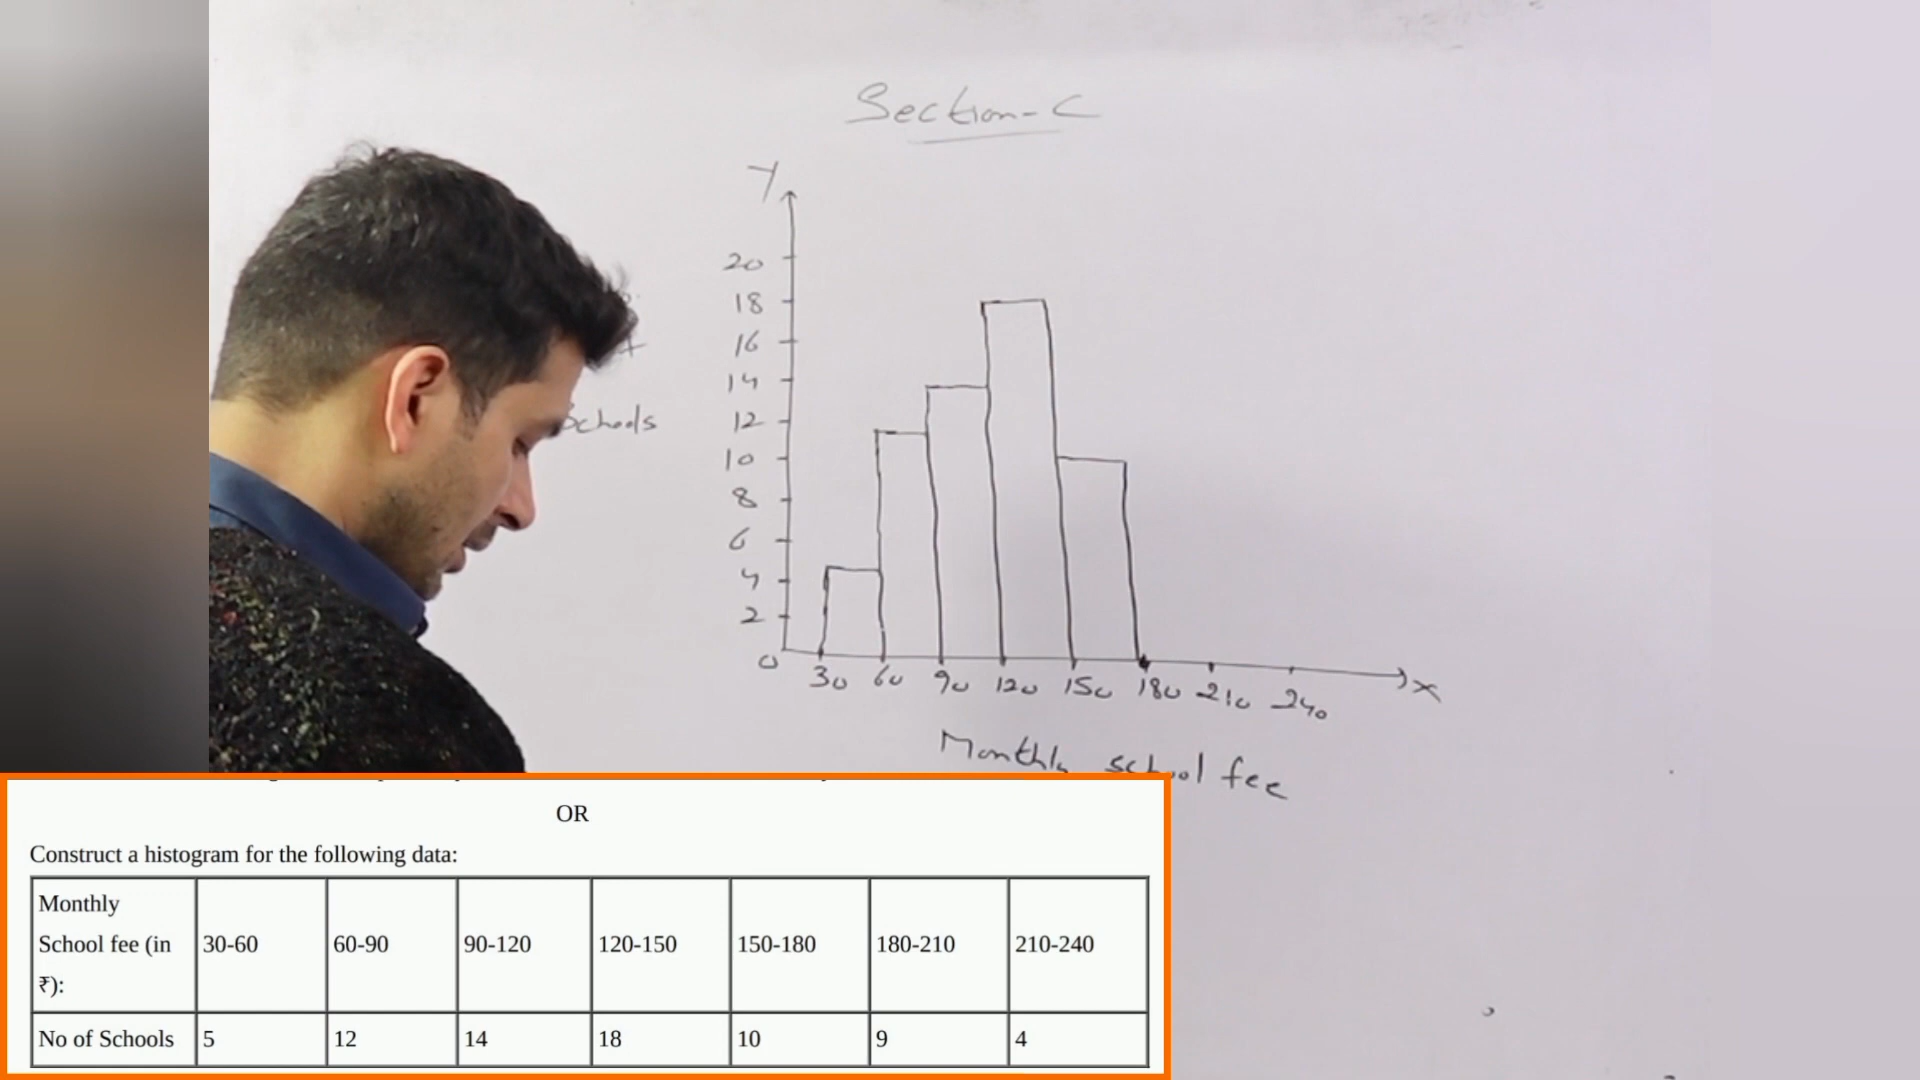 Section-C
Y
20
18
16
14
12
10
8
6
4
2
0
Schools
30 60 90 120 150 180 210 240 X
Monthly school fee
OR
Construct a histogram for the following data:
Monthly School fee (in ₹): 30-60 60-90 90-120 120-150 150-180 180-210 210-240
No of Schools 5 12 14 18 10 9 4